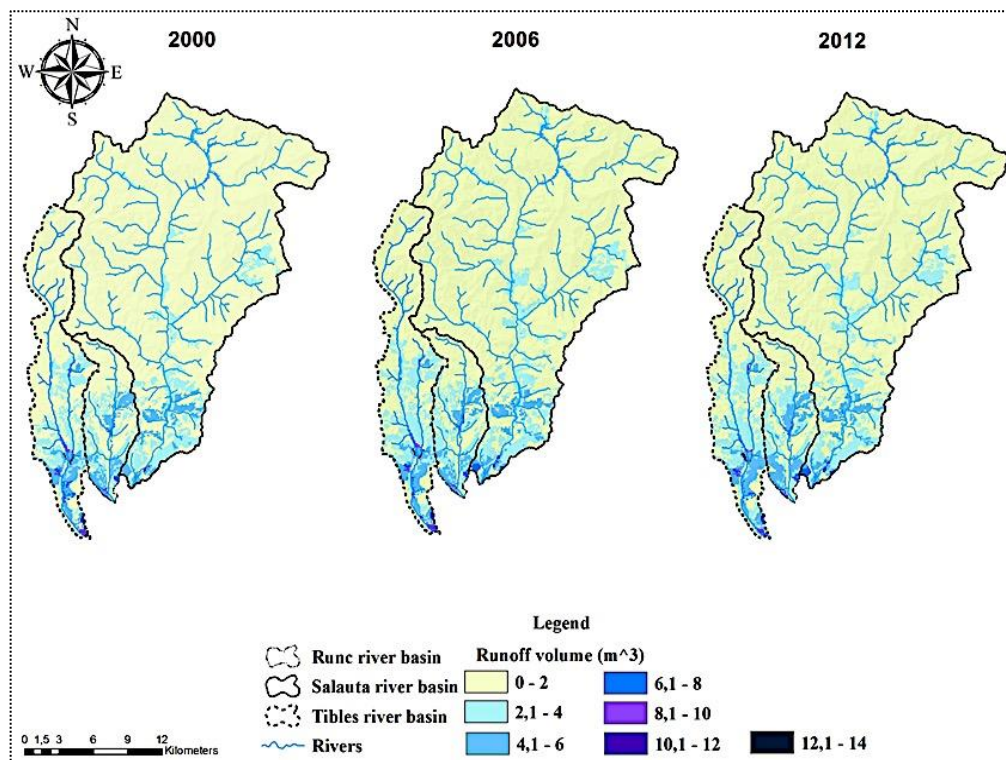 2000 2006 2012
N
W E
S
Legend
Runc river basin
Salauta river basin
Tibles river basin
Rivers
Runoff volume (m^3)
0 - 2
2,1 - 4
4,1 - 6
6,1 - 8
8,1 - 10
10,1 - 12
12,1 - 14
0 1,5 3 6 9 12
Kilometers